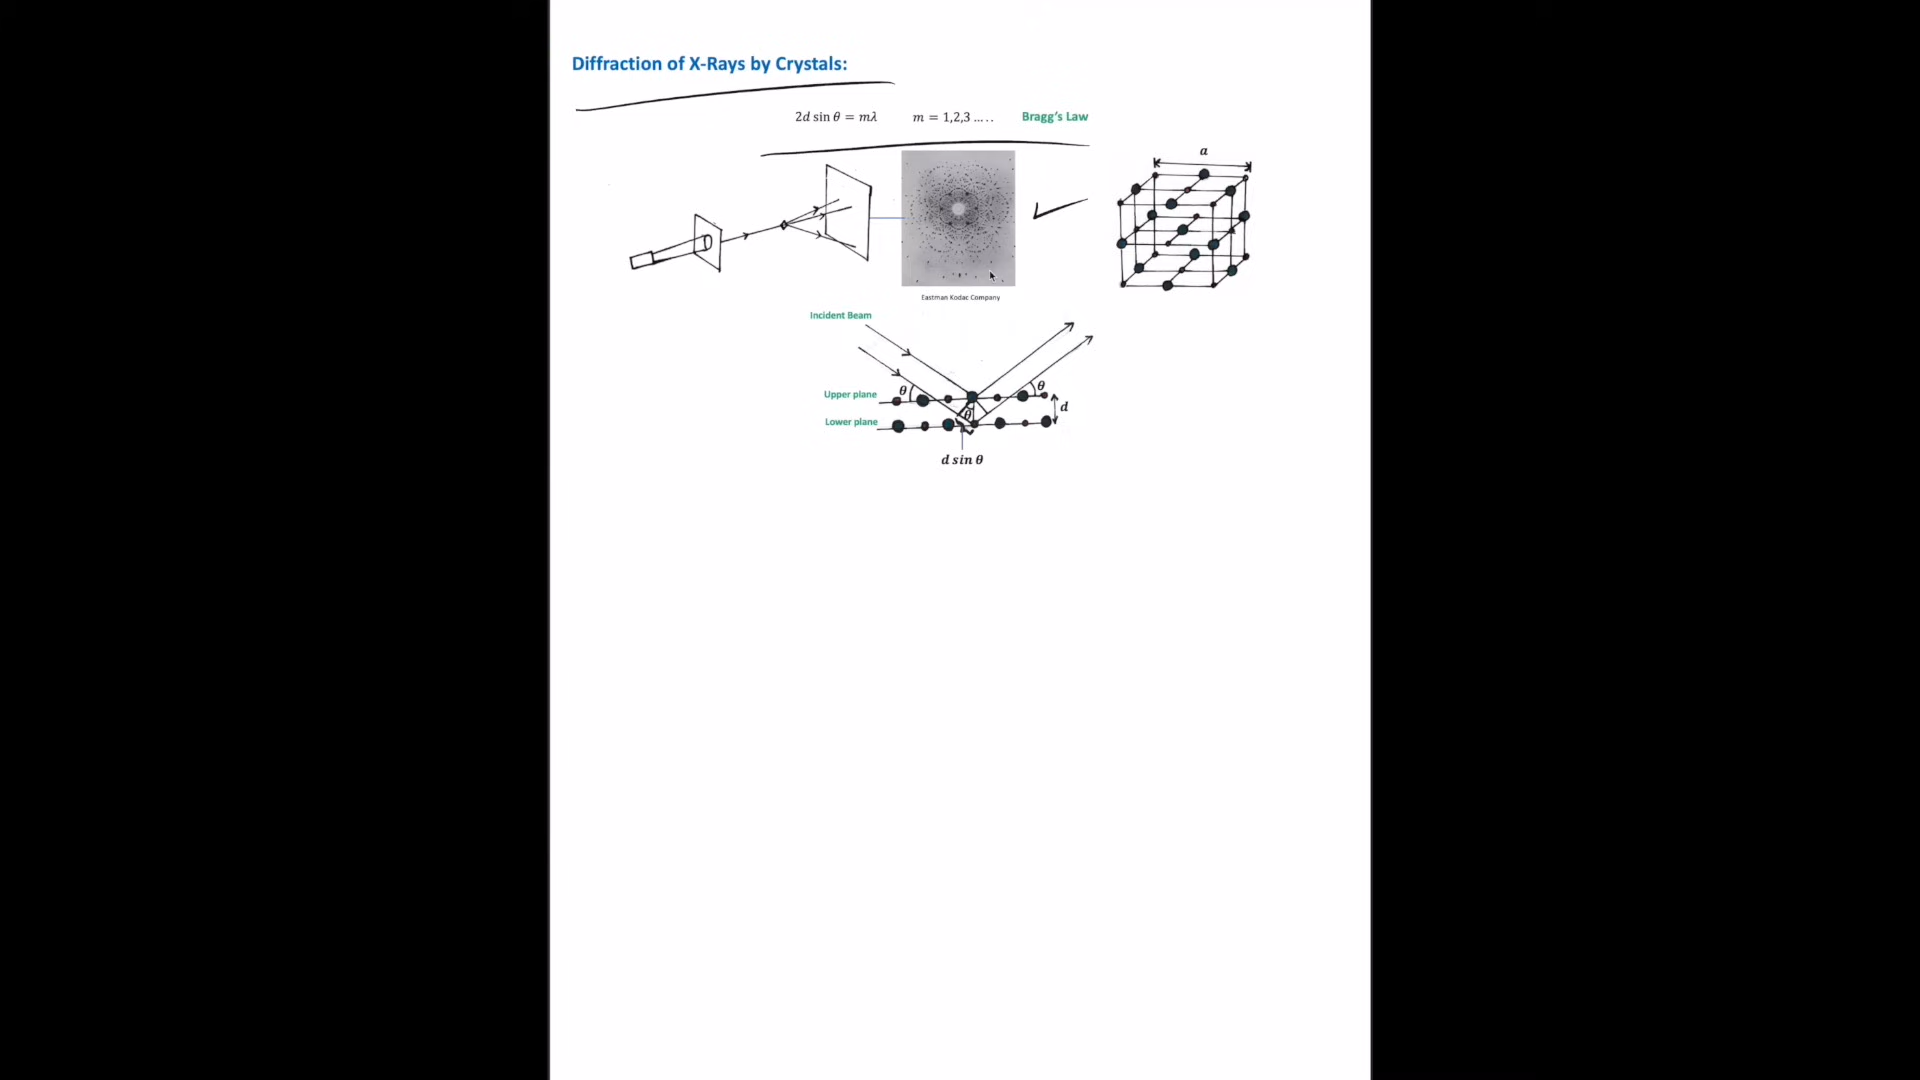 Diffraction of X-Rays by Crystals:
2d sin θ = mλ m = 1,2,3 ..... Bragg's Law
a
Eastman Kodac Company
Incident Beam
Upper plane θ θ
d
θ
Lower plane
d sin θ